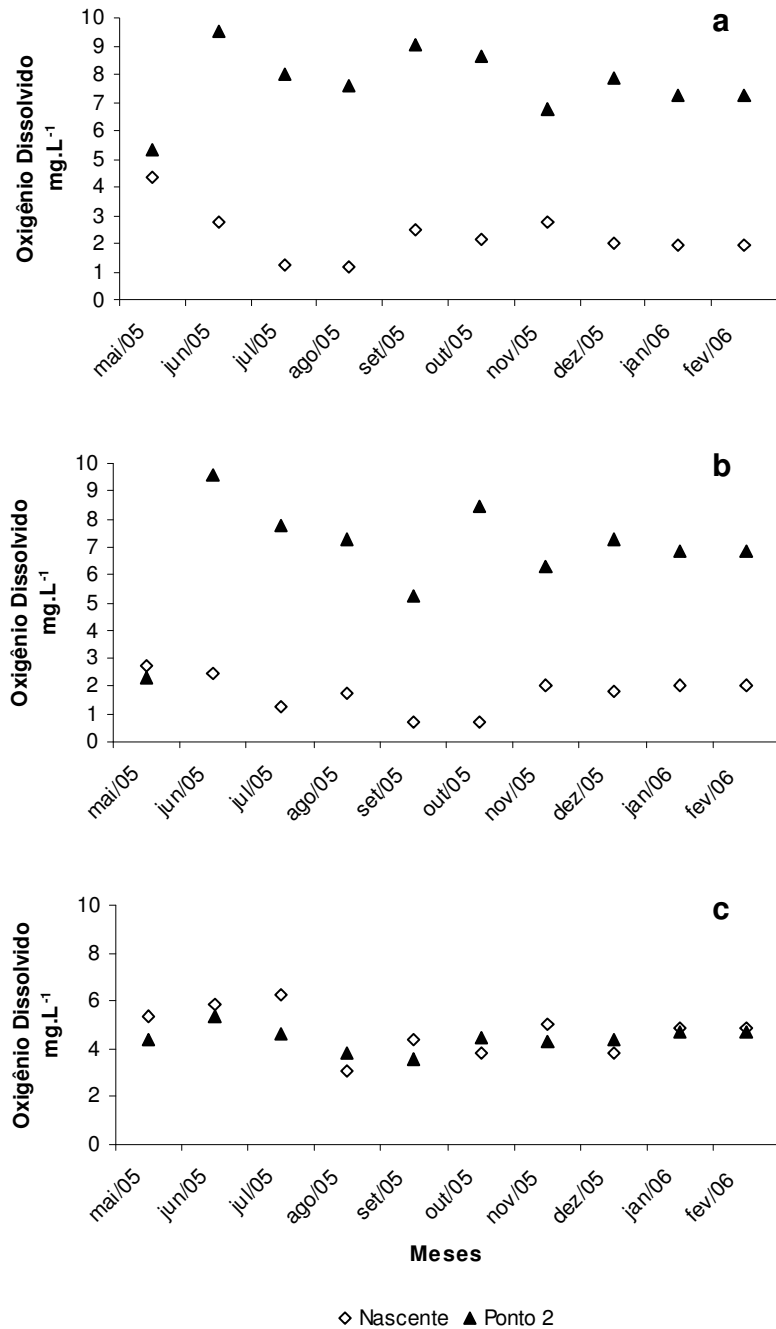 a
Oxigênio Dissolvido
mg.L⁻¹
10
9
8
7
6
5
4
3
2
1
0
mai/05
jun/05
jul/05
ago/05
set/05
out/05
nov/05
dez/05
jan/06
fev/06
b
Oxigênio Dissolvido
mg.L⁻¹
10
9
8
7
6
5
4
3
2
1
0
mai/05
jun/05
jul/05
ago/05
set/05
out/05
nov/05
dez/05
jan/06
fev/06
c
Oxigênio Dissolvido
mg.L⁻¹
10
8
6
4
2
0
mai/05
jun/05
jul/05
ago/05
set/05
out/05
nov/05
dez/05
jan/06
fev/06
Meses
Nascente
Ponto 2